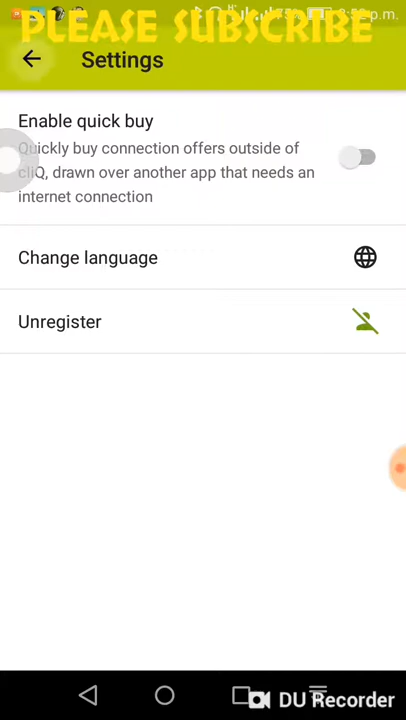 PLEASE SUBSCRIBE
Settings
Enable quick buy
Quickly buy connection offers outside of
cliQ, drawn over another app that needs an
internet connection
Change language
Unregister
DU Recorder